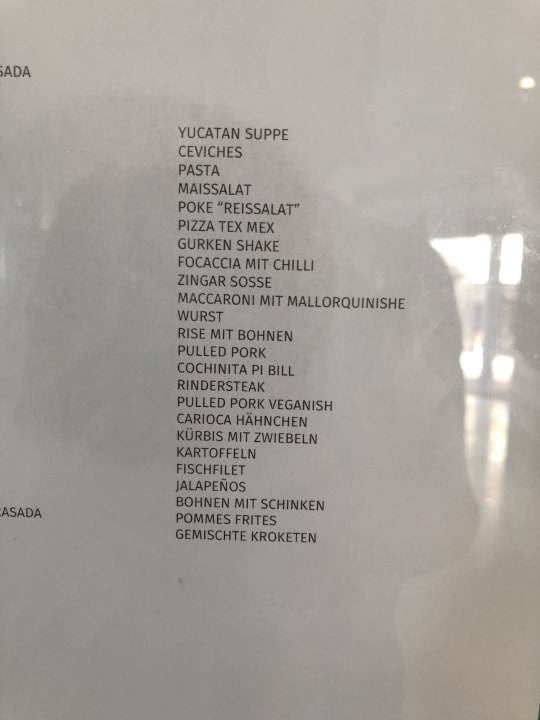 SADA
YUCATAN SUPPE
CEVICHES
PASTA
MAISSALAT
POKE “REISSALAT”
PIZZA TEX MEX
GURKEN SHAKE
FOCACCIA MIT CHILLI
ZINGAR SOSSE
MACCARONI MIT MALLORQUINISHE
WURST
RISE MIT BOHNEN
PULLED PORK
COCHINITA PI BILL
RINDERSTEAK
PULLED PORK VEGANISH
CARIOCA HÄHNCHEN
KÜRBIS MIT ZWIEBELN
KARTOFFELN
FISCHFILET
JALAPEÑOS
BOHNEN MIT SCHINKEN
RASADA
POMMES FRITES
GEMISCHTE KROKETEN